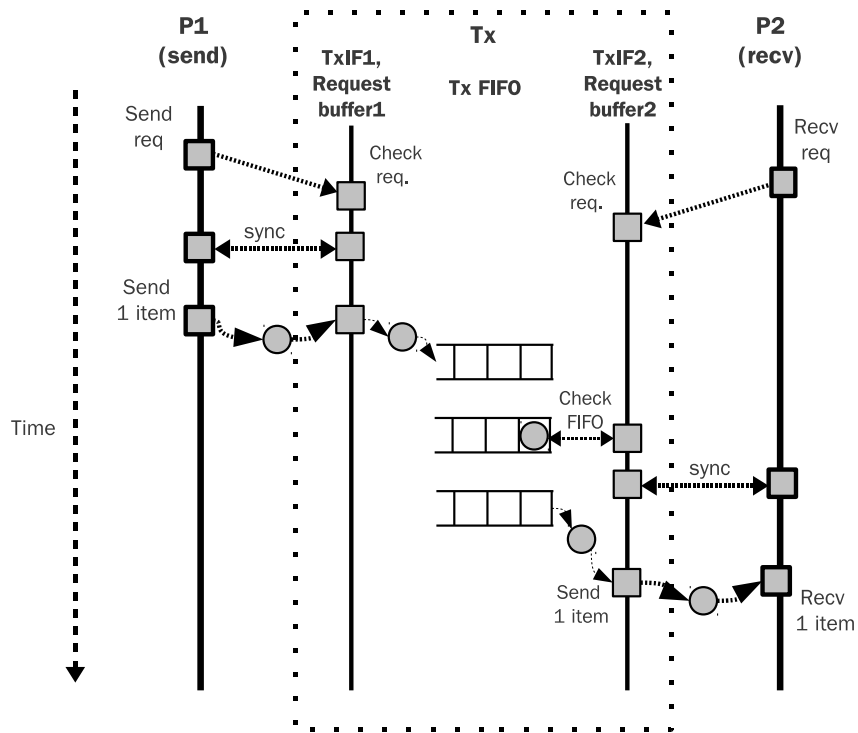 P1
(send)
Tx
P2
(recv)
TxIF1,
Request
buffer1
Tx FIFO
TxIF2,
Request
buffer2
Send
req
Check
req.
Check
req.
Recv
req
sync
Send
1 item
Time
Check
FIFO
sync
Send
1 item
Recv
1 item